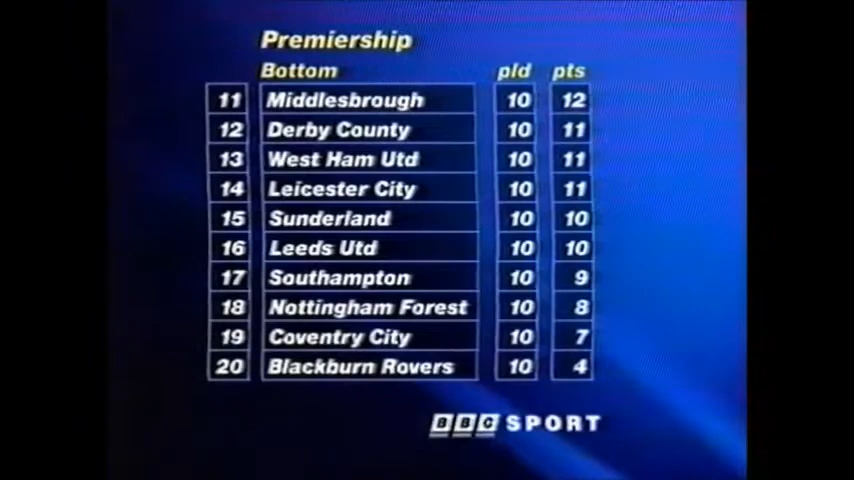 Premiership
Bottom pld pts
11 Middlesbrough 10 12
12 Derby County 10 11
13 West Ham Utd 10 11
14 Leicester City 10 11
15 Sunderland 10 10
16 Leeds Utd 10 10
17 Southampton 10 9
18 Nottingham Forest 10 8
19 Coventry City 10 7
20 Blackburn Rovers 10 4
BBC SPORT